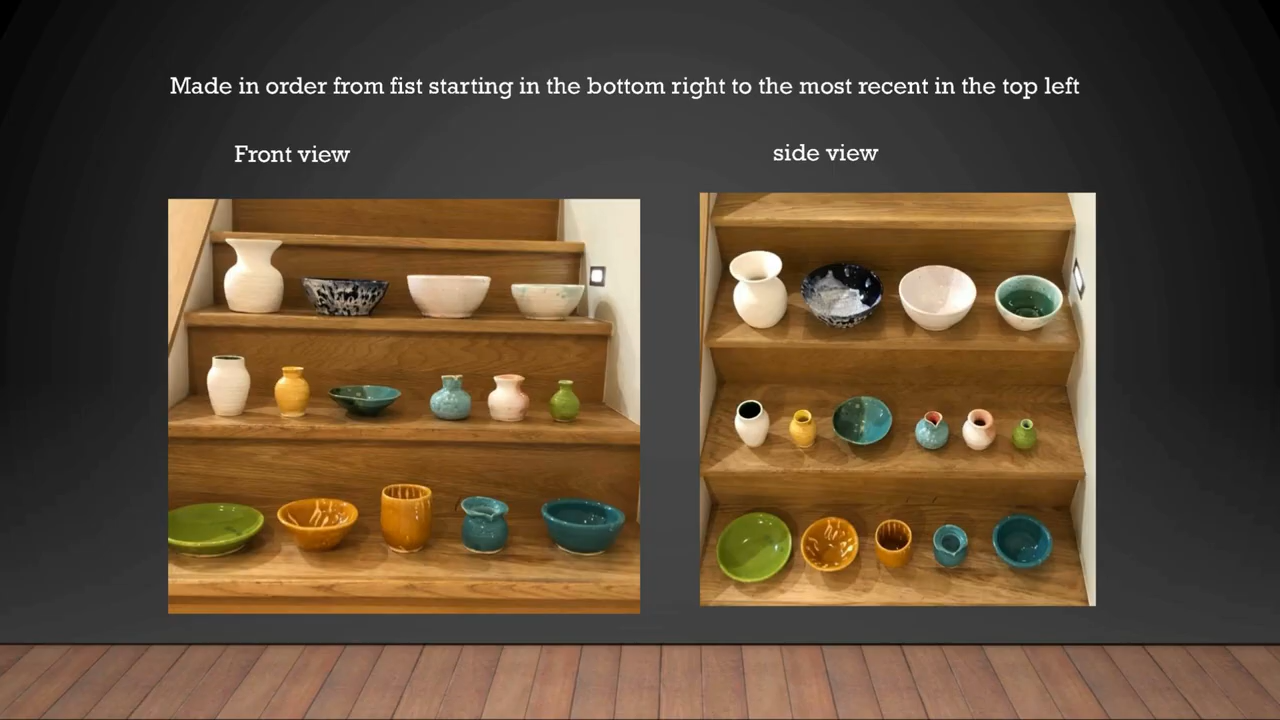 Made in order from fist starting in the bottom right to the most recent in the top left
Front view
side view